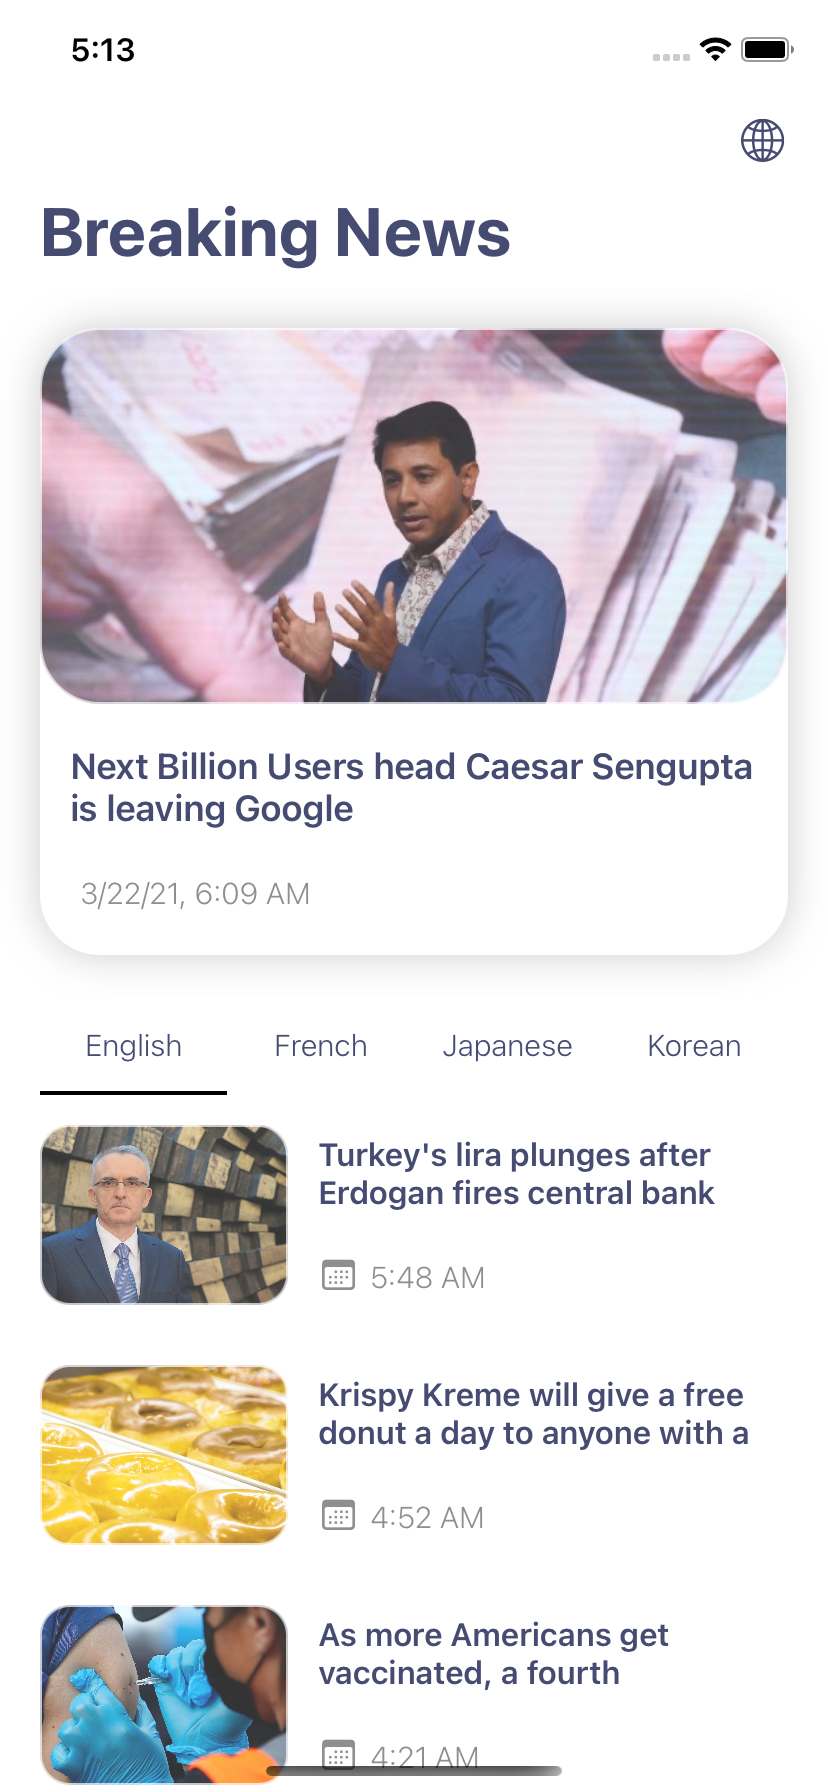 5:13
Breaking News
Next Billion Users head Caesar Sengupta
is leaving Google
3/22/21, 6:09 AM
English French Japanese Korean
Turkey's lira plunges after
Erdogan fires central bank
5:48 AM
Krispy Kreme will give a free
donut a day to anyone with a
4:52 AM
As more Americans get
vaccinated, a fourth
4:21 AM